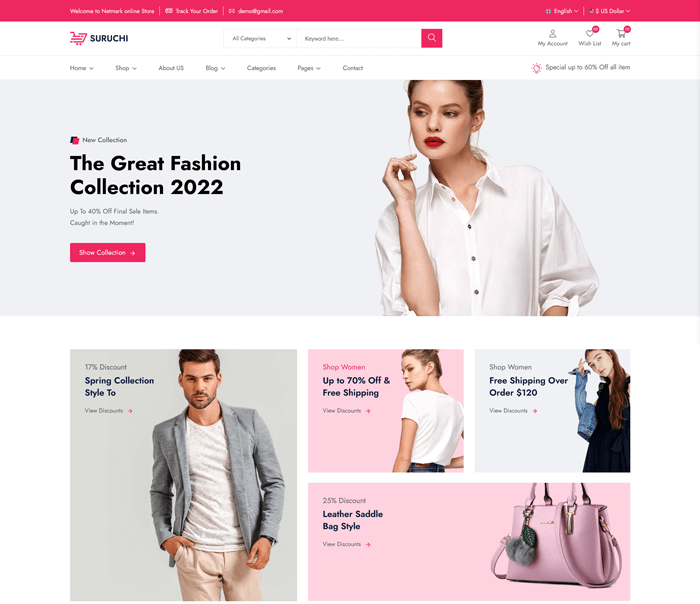 Welcome to Netmark online Store
Track Your Order
demo@gmail.com
English
$ US Dollar
SURUCHI
All Categories
Keyword here...
My Account
Wish List
My cart
Home
Shop
About US
Blog
Categories
Pages
Contact
Special up to 60% Off all item
New Collection
The Great Fashion
Collection 2022
Up To 40% Off Final Sale Items.
Caught in the Moment!
Show Collection
17% Discount
Spring Collection
Style To
View Discounts
Shop Women
Up to 70% Off &
Free Shipping
View Discounts
Shop Women
Free Shipping Over
Order $120
View Discounts
25% Discount
Leather Saddle
Bag Style
View Discounts